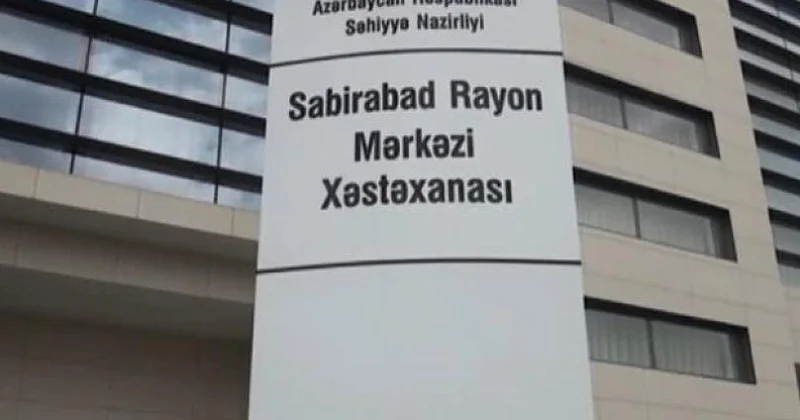 Azərbaycan Respublikası
Səhiyyə Nazirliyi
Sabirabad Rayon
Mərkəzi
Xəstəxanası